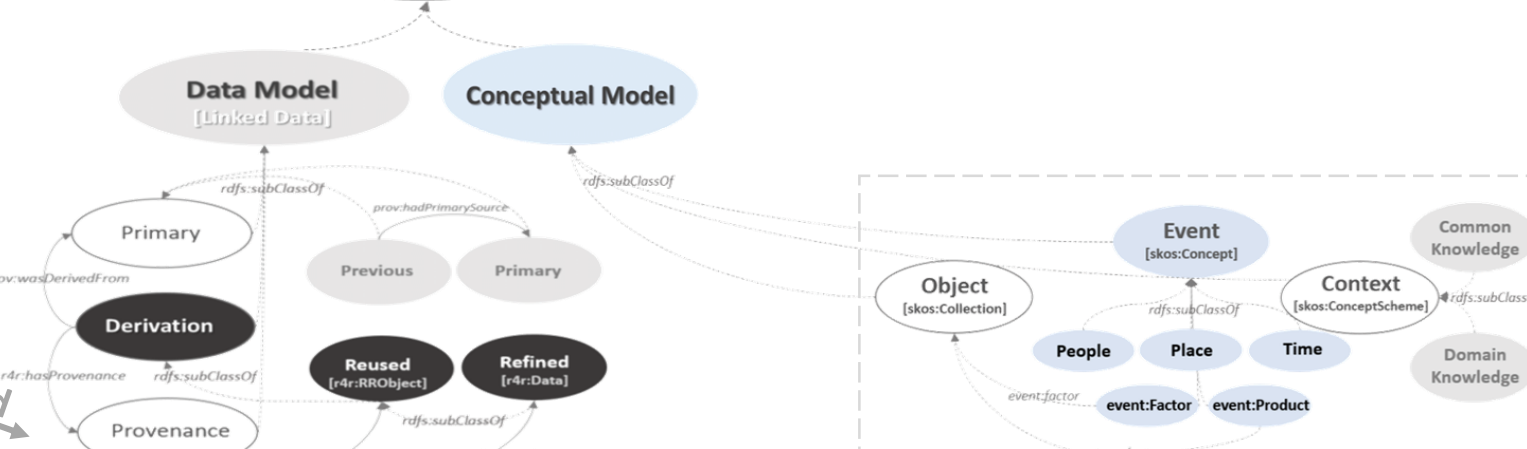 Data Model
[Linked Data]
Conceptual Model
rdfs:subClassOf
rdfs:subClassOf
prov:hadPrimarySource
Primary
Previous
Primary
ov:wasDerivedFrom
Derivation
Reused
[r4r:RRObject]
Refined
[r4r:Data]
r4r:hasProvenance
rdfs:subClassOf
rdfs:subClassOf
Provenance
Event
[skos:Concept]
Object
[skos:Collection]
Context
[skos:ConceptScheme]
Common
Knowledge
rdfs:subClass
rdfs:subClassOf
People
Place
Time
Domain
Knowledge
event:factor
event:Factor
event:Product